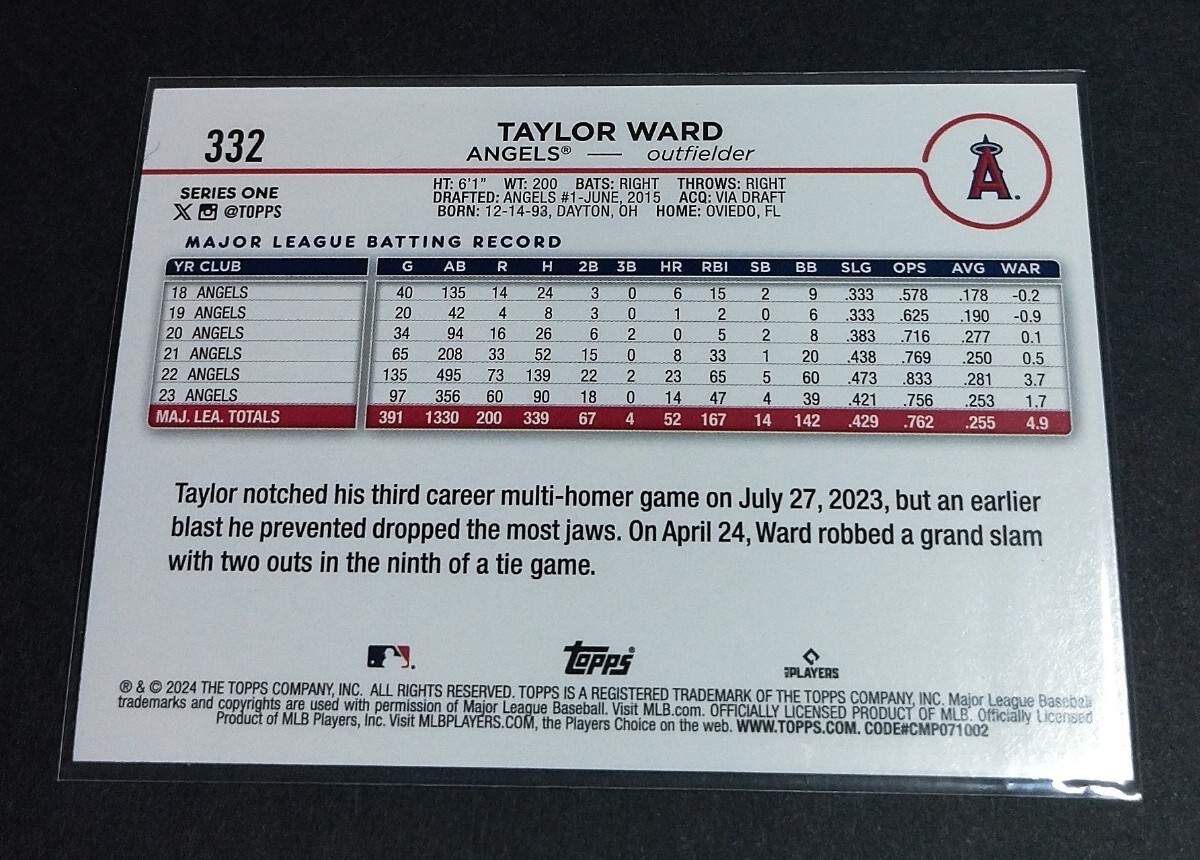 332
TAYLOR WARD
ANGELS® — outfielder
A.
SERIES ONE
X @TOPPS
HT: 6'1" WT: 200 BATS: RIGHT THROWS: RIGHT
DRAFTED: ANGELS #1-JUNE, 2015 ACQ: VIA DRAFT
BORN: 12-14-93, DAYTON, OH HOME: OVIEDO, FL
MAJOR LEAGUE BATTING RECORD
YR CLUB G AB R H 2B 3B HR RBI SB BB SLG OPS AVG WAR
18 ANGELS 40 135 14 24 3 0 6 15 2 9 .333 .578 .178 -0.2
19 ANGELS 20 42 4 8 3 0 1 2 0 6 .333 .625 .190 -0.9
20 ANGELS 34 94 16 26 6 2 0 5 2 8 .383 .716 .277 0.1
21 ANGELS 65 208 33 52 15 0 8 33 1 20 .438 .769 .250 0.5
22 ANGELS 135 495 73 139 22 2 23 65 5 60 .473 .833 .281 3.7
23 ANGELS 97 356 60 90 18 0 14 47 4 39 .421 .756 .253 1.7
MAJ. LEA. TOTALS 391 1330 200 339 67 4 52 167 14 142 .429 .762 .255 4.9
Taylor notched his third career multi-homer game on July 27, 2023, but an earlier
blast he prevented dropped the most jaws. On April 24, Ward robbed a grand slam
with two outs in the ninth of a tie game.
topps®
MLB PLAYERS
® & © 2024 THE TOPPS COMPANY, INC. ALL RIGHTS RESERVED. TOPPS IS A REGISTERED TRADEMARK OF THE TOPPS COMPANY, INC. Major League Baseball
trademarks and copyrights are used with permission of Major League Baseball. Visit MLB.com. OFFICIALLY LICENSED PRODUCT OF MLB. Officially Licensed
Product of MLB Players, Inc. Visit MLBPLAYERS.COM, the Players Choice on the web. WWW.TOPPS.COM. CODE#CMP071002